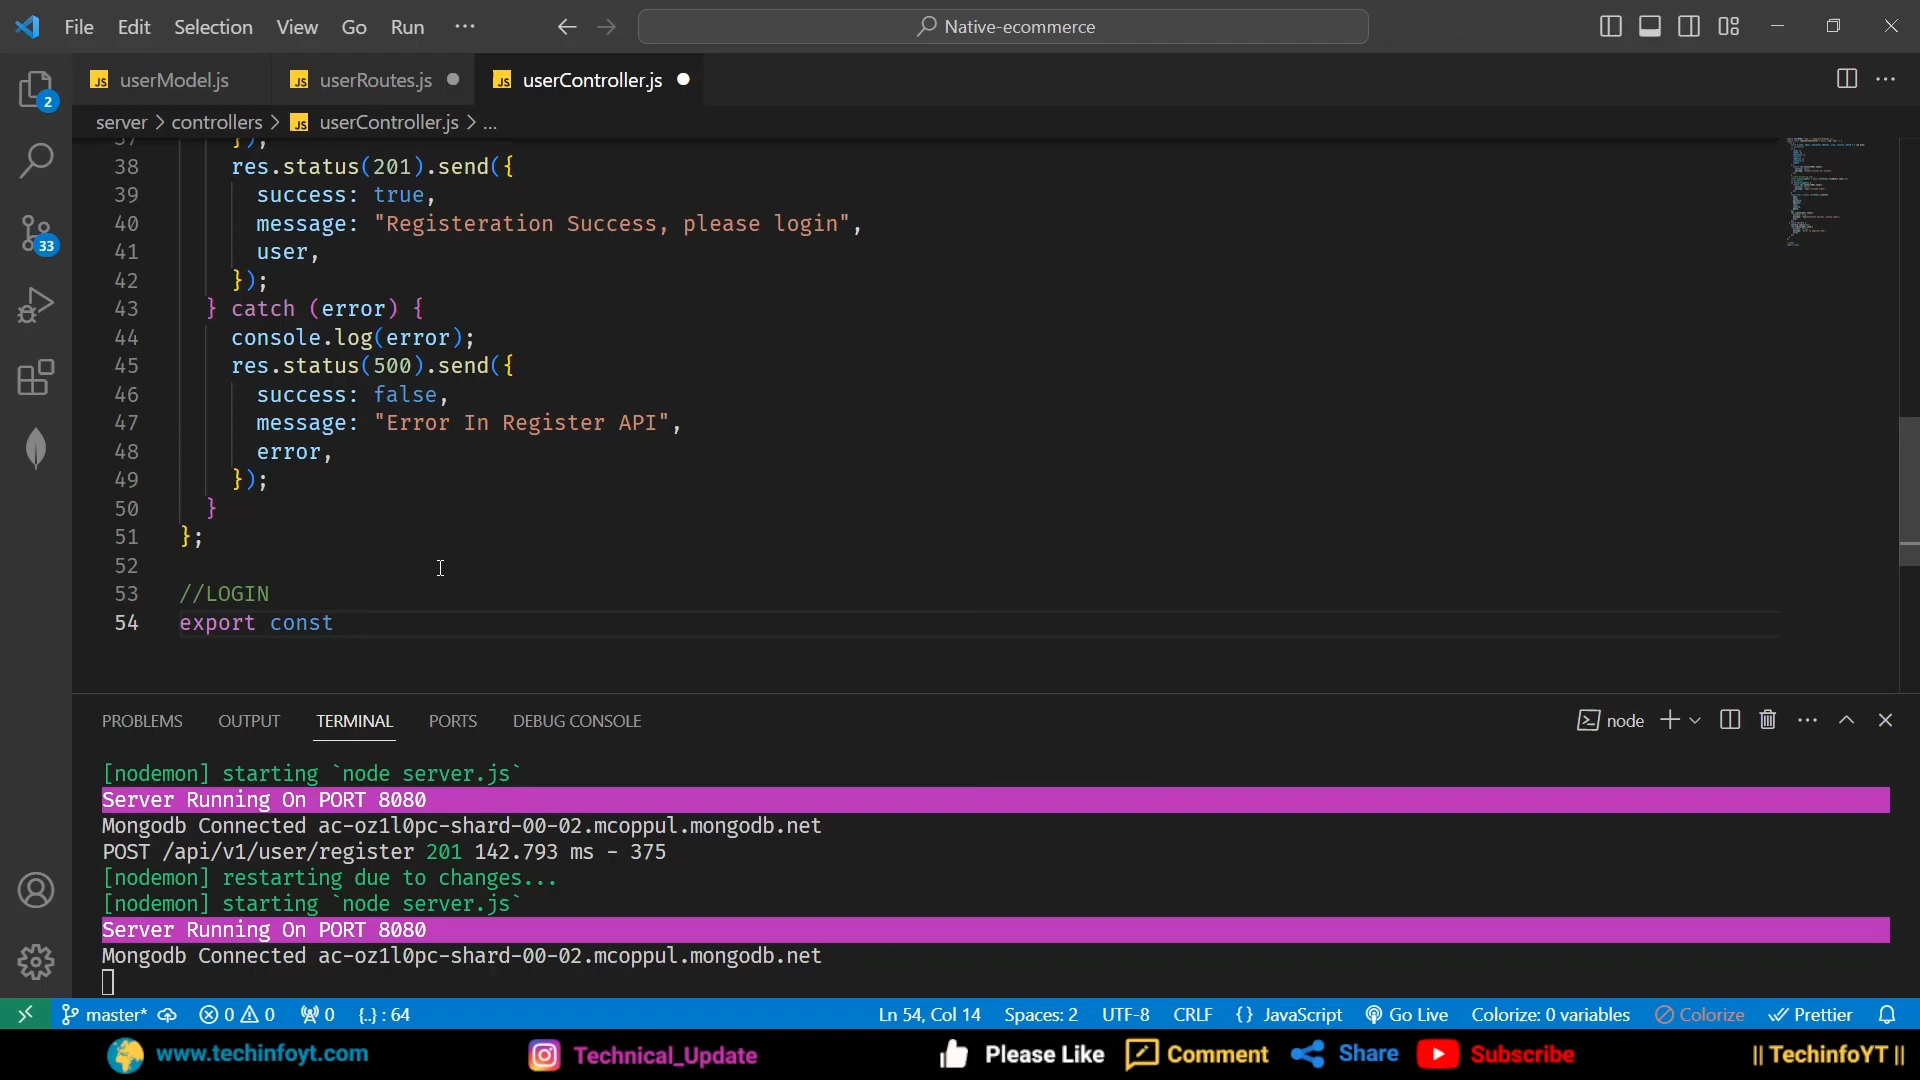 File Edit Selection View Go Run ··· Native-ecommerce
JS userModel.js JS userRoutes.js JS userController.js
server > controllers > JS userController.js > ...
37 });
38 res.status(201).send({
39 success: true,
40 message: "Registeration Success, please login",
41 user,
42 });
43 } catch (error) {
44 console.log(error);
45 res.status(500).send({
46 success: false,
47 message: "Error In Register API",
48 error,
49 });
50 }
51 };
52
53 //LOGIN
54 export const
2
33
PROBLEMS OUTPUT TERMINAL PORTS DEBUG CONSOLE node
[nodemon] starting `node server.js`
Server Running On PORT 8080
Mongodb Connected ac-oz1l0pc-shard-00-02.mcoppul.mongodb.net
POST /api/v1/user/register 201 142.793 ms - 375
[nodemon] restarting due to changes...
[nodemon] starting `node server.js`
Server Running On PORT 8080
Mongodb Connected ac-oz1l0pc-shard-00-02.mcoppul.mongodb.net
master* 0 0 0 {..} : 64 Ln 54, Col 14 Spaces: 2 UTF-8 CRLF {} JavaScript Go Live Colorize: 0 variables Colorize Prettier
www.techinfoyt.com Technical_Update Please Like Comment Share Subscribe || TechinfoYT ||